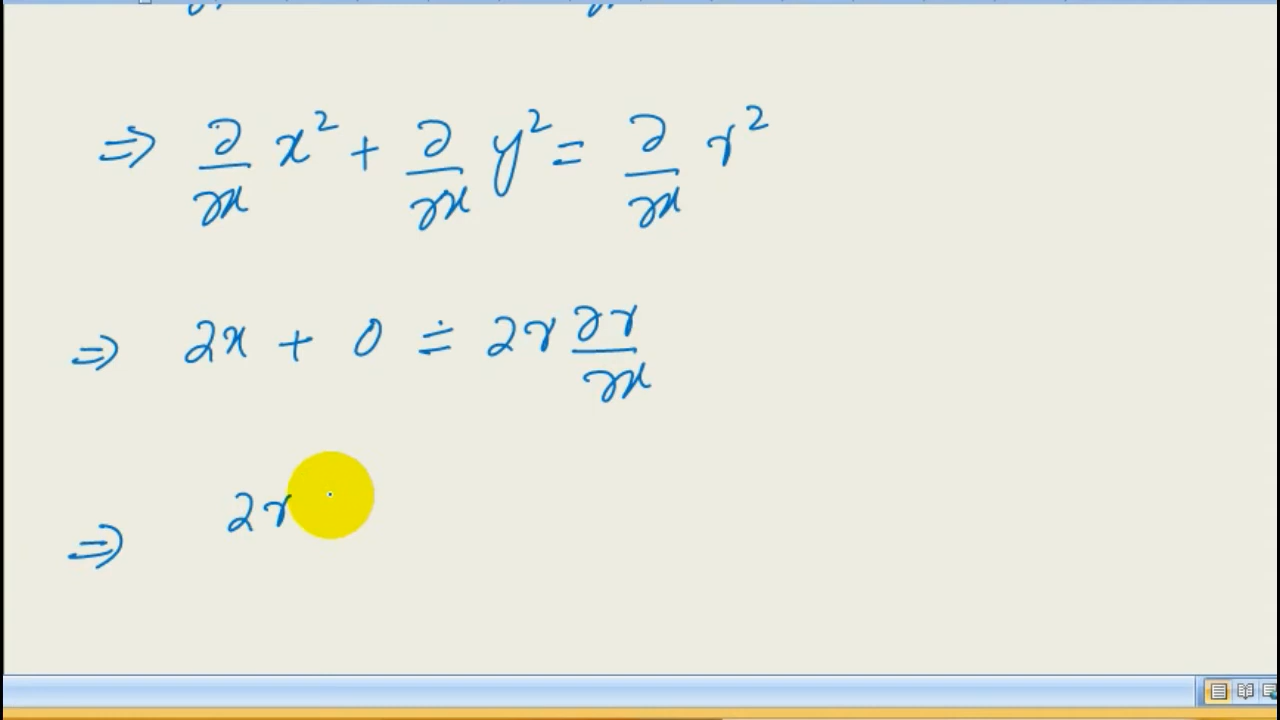 ⇒ ∂/∂x x² + ∂/∂x y² = ∂/∂x r²
⇒ 2x + 0 = 2r ∂r/∂x
⇒ 2r